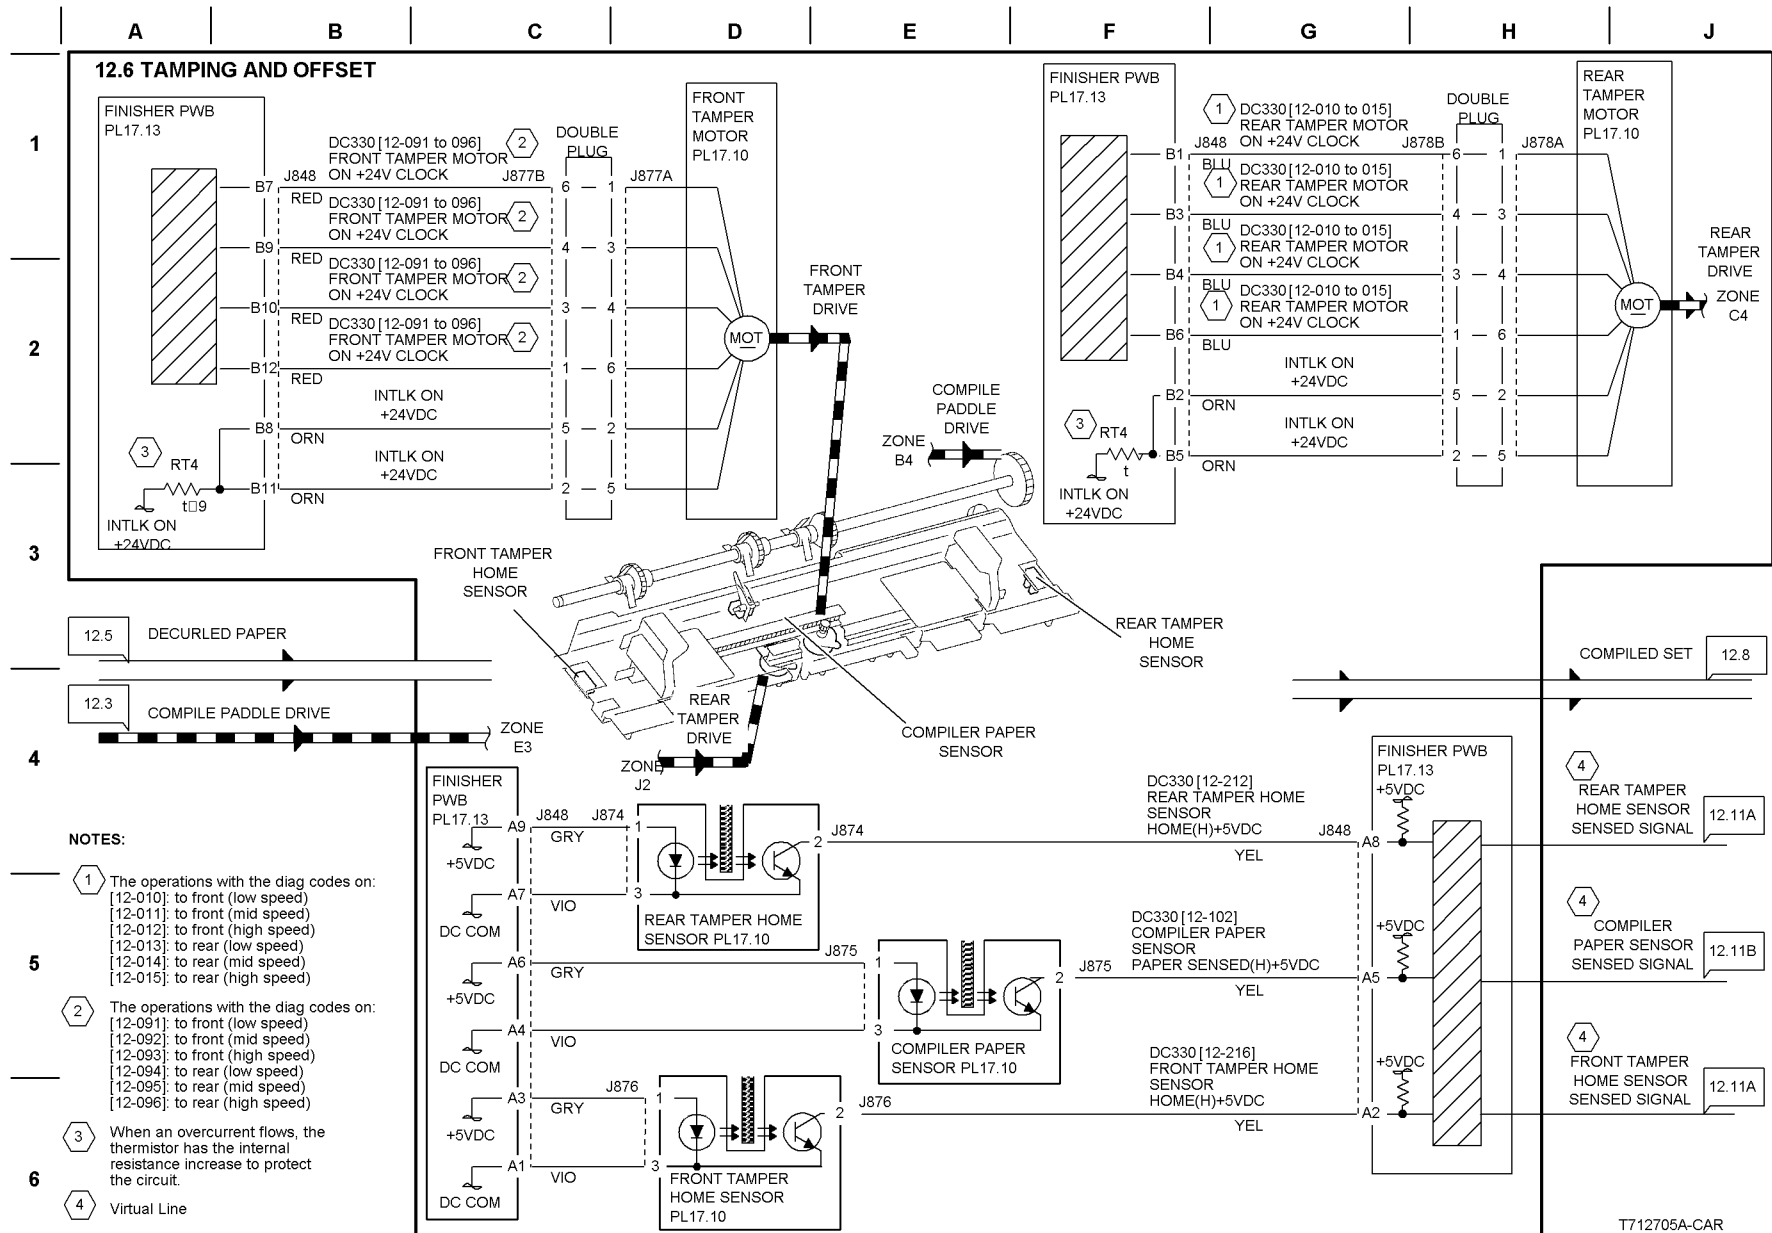 A B C D E F G H J
1
2
3
4
5
6
12.6 TAMPING AND OFFSET
FINISHER PWB
PL17.13
B7
B9
B10
B12
B8
B11
J848
RED
RED
RED
RED
ORN
ORN
DC330 [12-091 to 096]
FRONT TAMPER MOTOR
ON +24V CLOCK
2
DC330 [12-091 to 096]
FRONT TAMPER MOTOR
ON +24V CLOCK
2
DC330 [12-091 to 096]
FRONT TAMPER MOTOR
ON +24V CLOCK
2
DC330 [12-091 to 096]
FRONT TAMPER MOTOR
ON +24V CLOCK
2
INTLK ON
+24VDC
INTLK ON
+24VDC
3
RT4
t□9
INTLK ON
+24VDC
J877B
DOUBLE
PLUG
6 1
4 3
3 4
1 6
5 2
2 5
J877A
FRONT
TAMPER
MOTOR
PL17.10
MOT
FRONT
TAMPER
DRIVE
COMPILE
PADDLE
DRIVE
ZONE
B4
FINISHER PWB
PL17.13
B1
B3
B4
B6
B2
B5
J848
BLU
BLU
BLU
BLU
ORN
ORN
1
DC330 [12-010 to 015]
REAR TAMPER MOTOR
ON +24V CLOCK
1
DC330 [12-010 to 015]
REAR TAMPER MOTOR
ON +24V CLOCK
1
DC330 [12-010 to 015]
REAR TAMPER MOTOR
ON +24V CLOCK
1
DC330 [12-010 to 015]
REAR TAMPER MOTOR
ON +24V CLOCK
INTLK ON
+24VDC
INTLK ON
+24VDC
3
RT4
t
INTLK ON
+24VDC
J878B
DOUBLE
PLUG
6 1
4 3
3 4
1 6
5 2
2 5
J878A
REAR
TAMPER
MOTOR
PL17.10
MOT
REAR
TAMPER
DRIVE
ZONE
C4
FRONT TAMPER
HOME
SENSOR
REAR TAMPER
HOME
SENSOR
COMPILER PAPER
SENSOR
REAR
TAMPER
DRIVE
ZONE
J2
12.5
DECURLED PAPER
12.3
COMPILE PADDLE DRIVE
ZONE
E3
COMPILED SET
12.8
FINISHER
PWB
PL17.13
A9
+5VDC
A7
DC COM
A6
+5VDC
A4
DC COM
A3
+5VDC
A1
DC COM
J848
J874
GRY
VIO
1
3
2
J874
REAR TAMPER HOME
SENSOR PL17.10
GRY
VIO
J875
1
3
2
J875
COMPILER PAPER
SENSOR PL17.10
GRY
VIO
J876
1
3
2
J876
FRONT TAMPER
HOME SENSOR
PL17.10
DC330 [12-212]
REAR TAMPER HOME
SENSOR
HOME(H)+5VDC
YEL
J848
A8
DC330 [12-102]
COMPILER PAPER
SENSOR
PAPER SENSED(H)+5VDC
YEL
A5
DC330 [12-216]
FRONT TAMPER HOME
SENSOR
HOME(H)+5VDC
YEL
A2
FINISHER PWB
PL17.13
+5VDC
+5VDC
+5VDC
4
REAR TAMPER
HOME SENSOR
SENSED SIGNAL
12.11A
4
COMPILER
PAPER SENSOR
SENSED SIGNAL
12.11B
4
FRONT TAMPER
HOME SENSOR
SENSED SIGNAL
12.11A
NOTES:
1
The operations with the diag codes on:
[12-010]: to front (low speed)
[12-011]: to front (mid speed)
[12-012]: to front (high speed)
[12-013]: to rear (low speed)
[12-014]: to rear (mid speed)
[12-015]: to rear (high speed)
2
The operations with the diag codes on:
[12-091]: to front (low speed)
[12-092]: to front (mid speed)
[12-093]: to front (high speed)
[12-094]: to rear (low speed)
[12-095]: to rear (mid speed)
[12-096]: to rear (high speed)
3
When an overcurrent flows, the
thermistor has the internal
resistance increase to protect
the circuit.
4
Virtual Line
T712705A-CAR